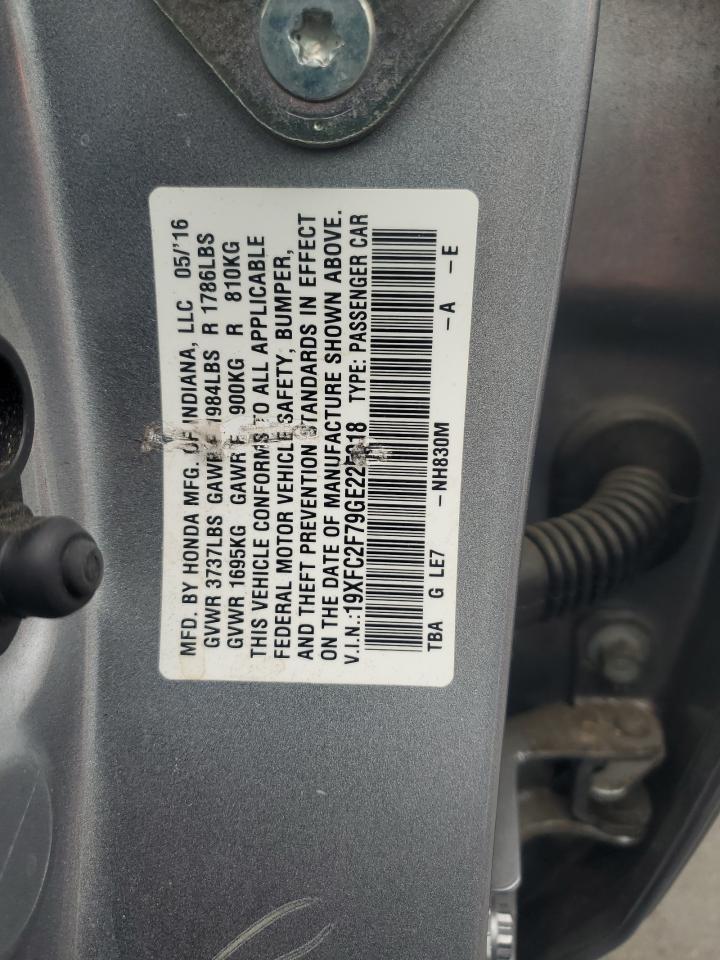 MFD. BY HONDA MFG. OF INDIANA, LLC 05/'16
GVWR 3737LBS GAWR F 1984LBS R 1786LBS
GVWR 1695KG GAWR F 900KG R 810KG
THIS VEHICLE CONFORMS TO ALL APPLICABLE
FEDERAL MOTOR VEHICLE SAFETY, BUMPER,
AND THEFT PREVENTION STANDARDS IN EFFECT
ON THE DATE OF MANUFACTURE SHOWN ABOVE.
V.I.N.: TYPE: PASSENGER CAR
TBA G LE7 – NH830M – A – E